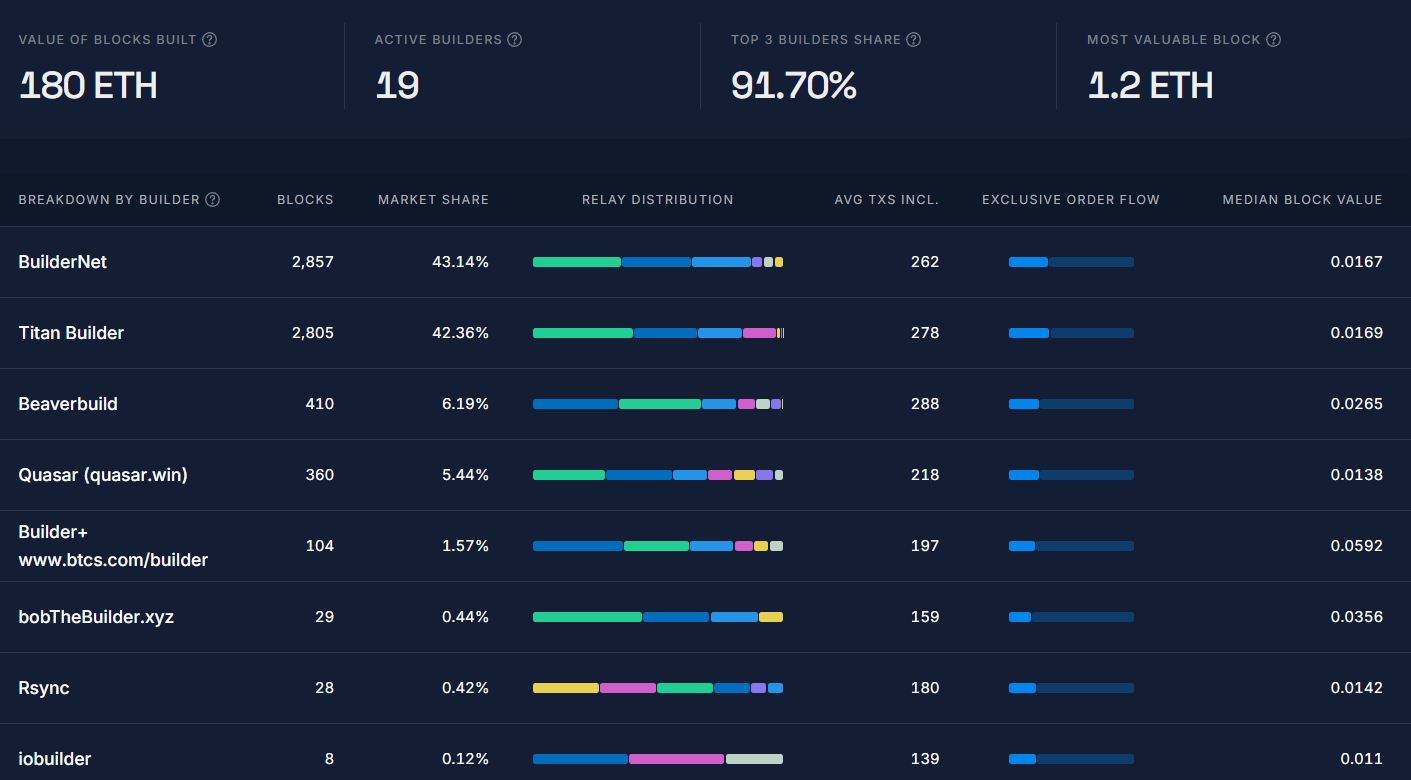 VALUE OF BLOCKS BUILT ?
ACTIVE BUILDERS ?
TOP 3 BUILDERS SHARE ?
MOST VALUABLE BLOCK ?
180 ETH
19
91.70%
1.2 ETH
BREAKDOWN BY BUILDER ? BLOCKS MARKET SHARE RELAY DISTRIBUTION AVG TXS INCL. EXCLUSIVE ORDER FLOW MEDIAN BLOCK VALUE
BuilderNet 2,857 43.14% 262 0.0167
Titan Builder 2,805 42.36% 278 0.0169
Beaverbuild 410 6.19% 288 0.0265
Quasar (quasar.win) 360 5.44% 218 0.0138
Builder+
www.btcs.com/builder 104 1.57% 197 0.0592
bobTheBuilder.xyz 29 0.44% 159 0.0356
Rsync 28 0.42% 180 0.0142
iobuilder 8 0.12% 139 0.011